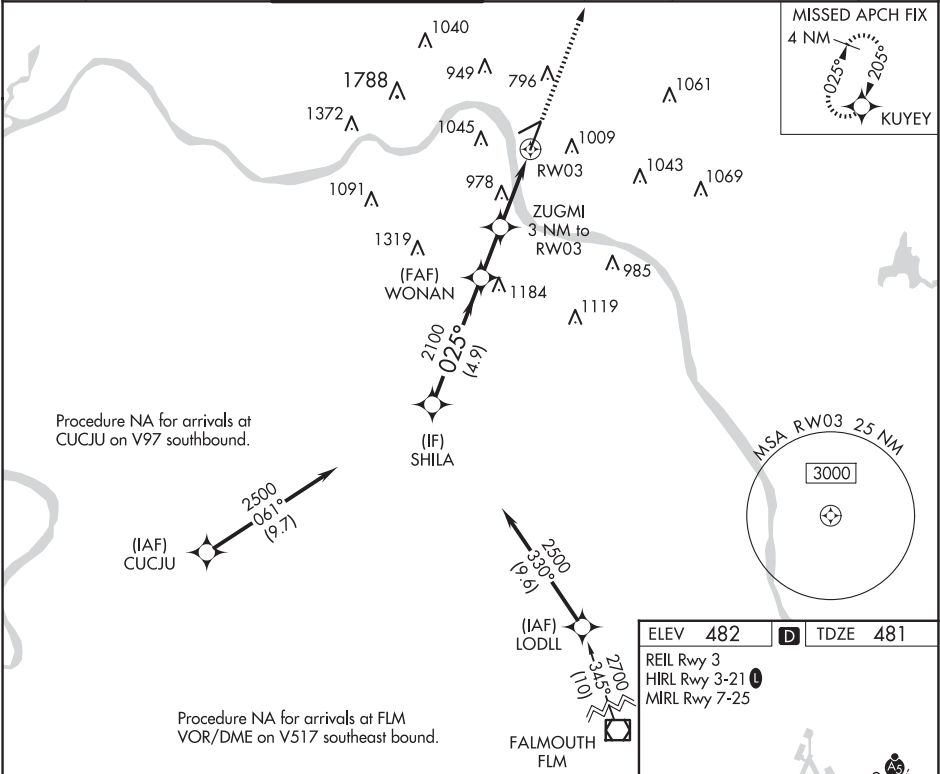 MISSED APCH FIX
4 NM
025°
205°
KUYEY
1040
949
796
1788
1061
1372
1045
1009
RW03
1043
1069
1091
978
ZUGMI
3 NM to
RW03
1319
985
(FAF)
WONAN
1184
1119
2100
025°
(4.9)
Procedure NA for arrivals at
CUCJU on V97 southbound.
(IF)
SHILA
MSA RW03 25 NM
3000
2500
061°
(9.7)
(IAF)
CUCJU
2500
330°
(9.6)
(IAF)
LODLL
2700
345°
(10)
Procedure NA for arrivals at FLM
VOR/DME on V517 southeast bound.
FALMOUTH
FLM
ELEV 482 D TDZE 481
REIL Rwy 3
HIRL Rwy 3-21 L
MIRL Rwy 7-25
A5